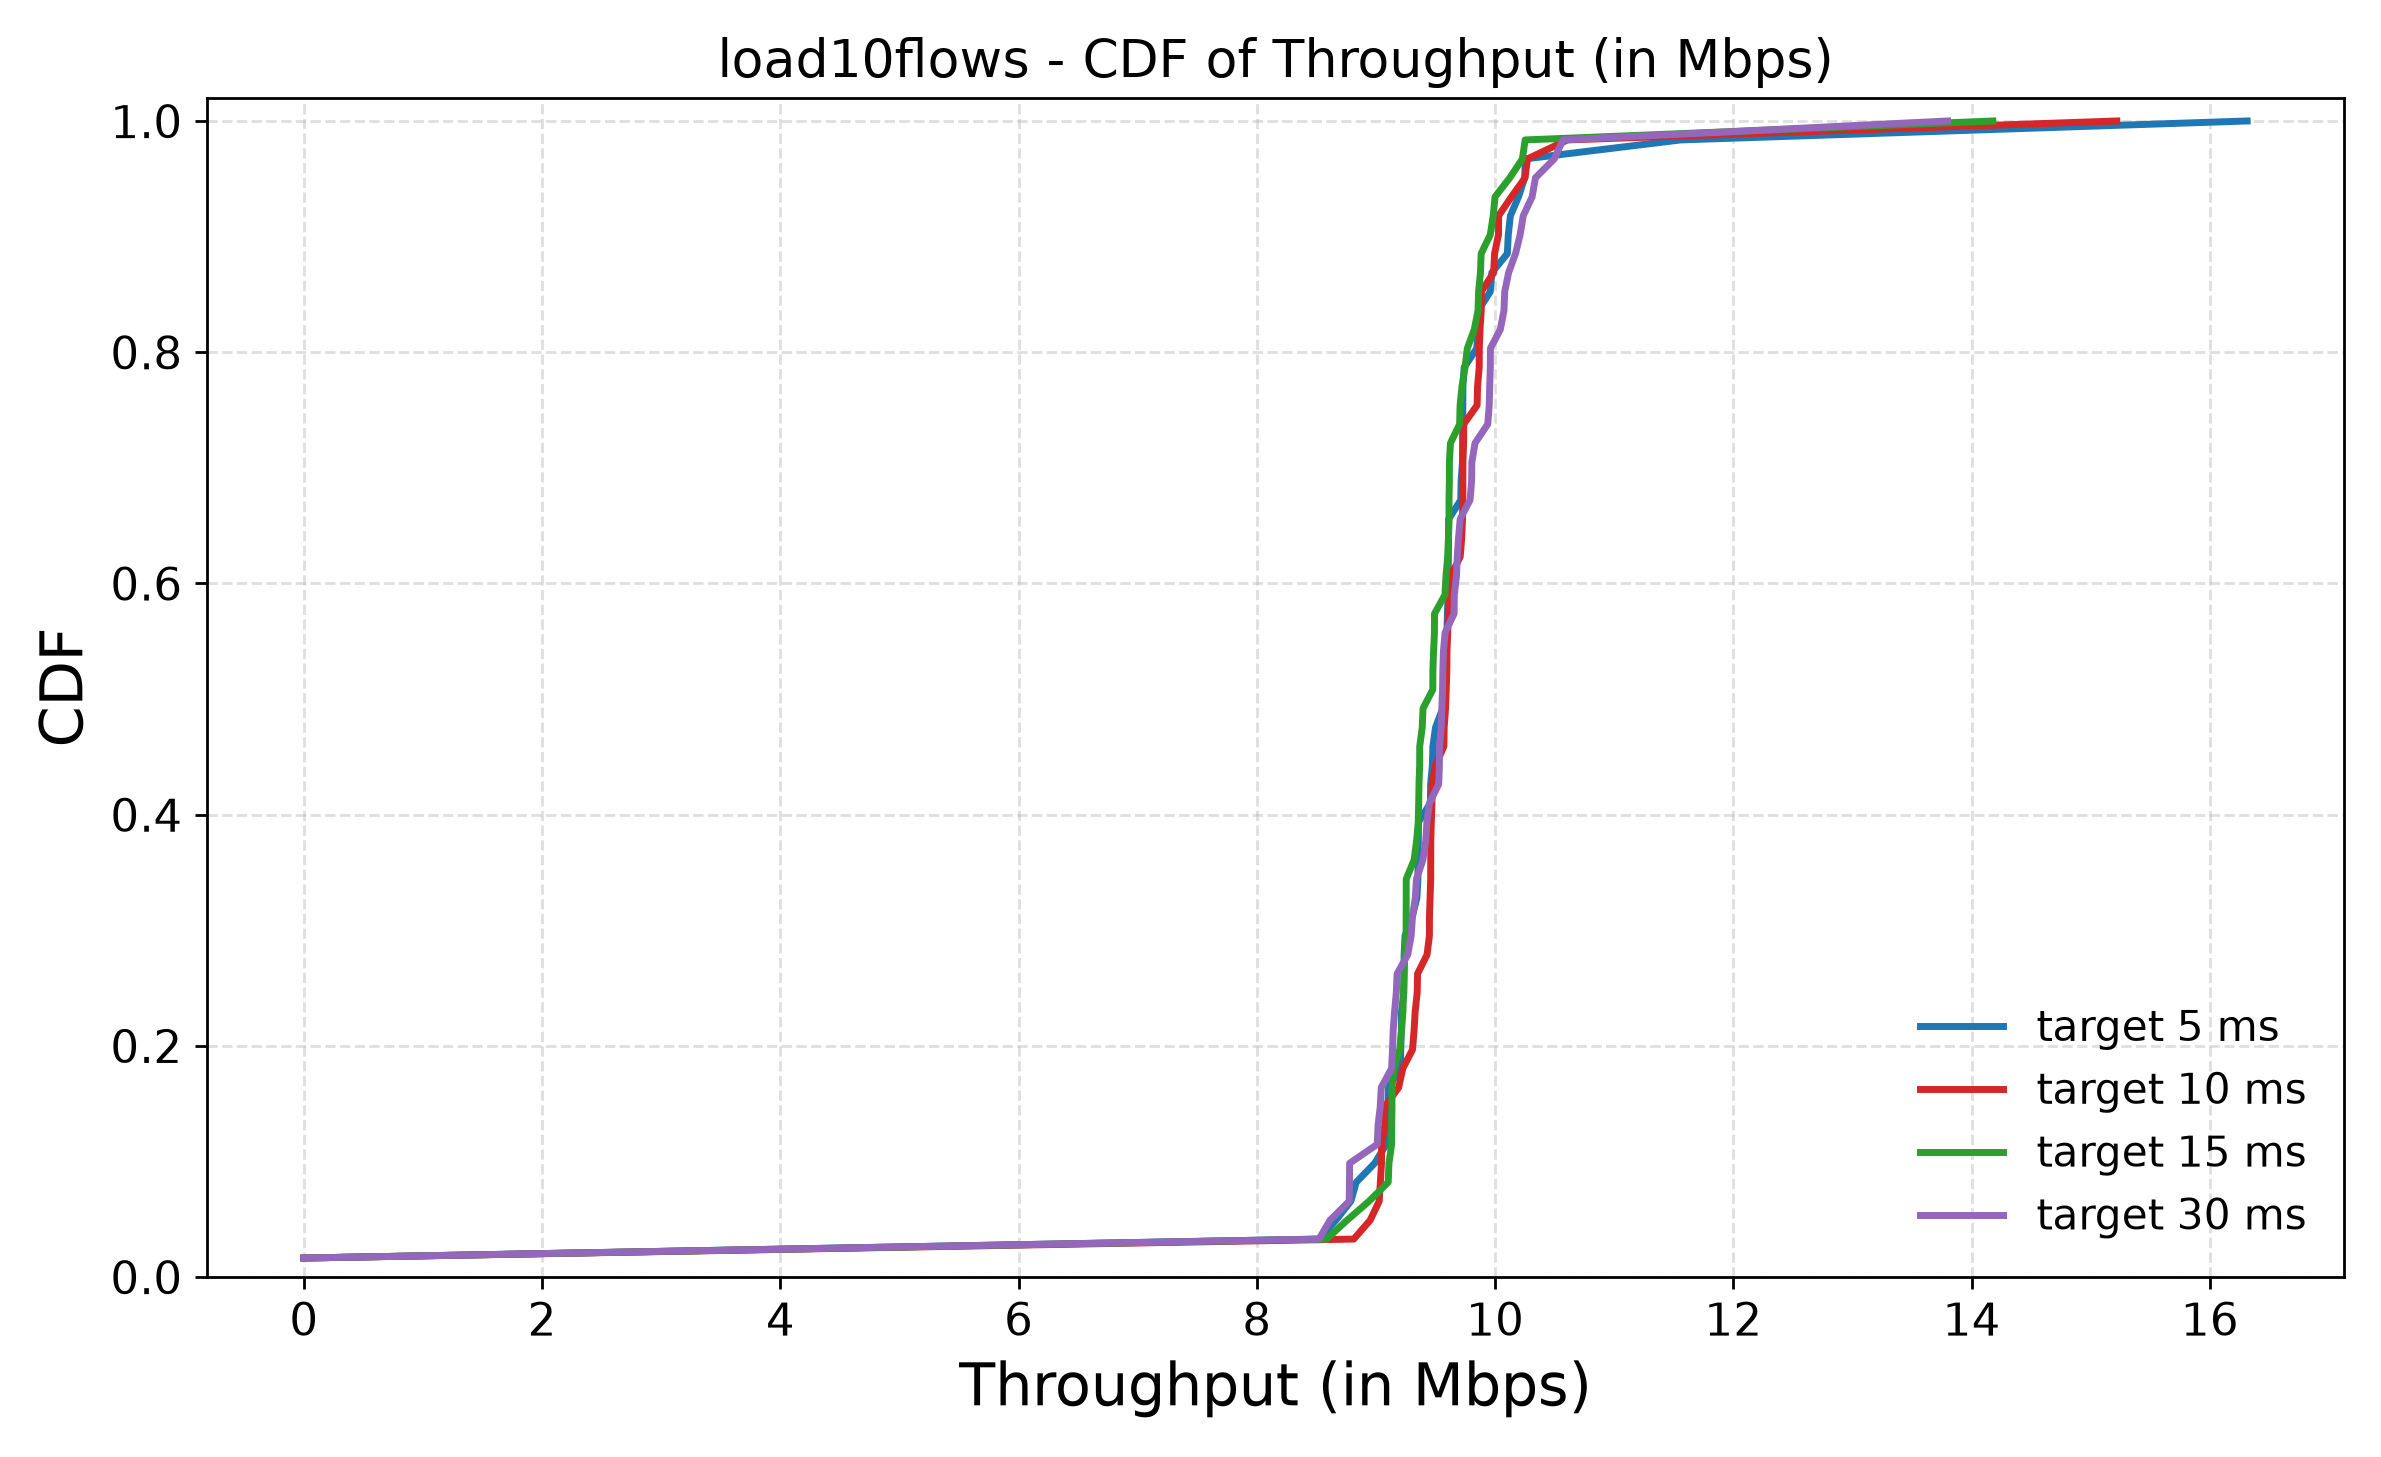 load10flows - CDF of Throughput (in Mbps)
1.0
0.8
0.6
0.4
0.2
0.0
CDF
0 2 4 6 8 10 12 14 16
Throughput (in Mbps)
target 5 ms
target 10 ms
target 15 ms
target 30 ms